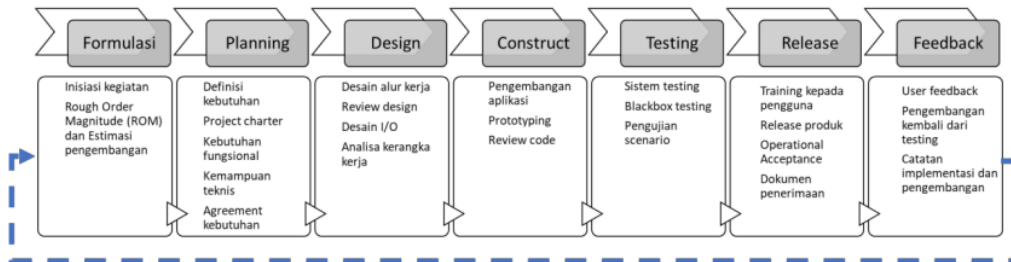 Formulasi
Planning
Design
Construct
Testing
Release
Feedback
Inisiasi kegiatan
Rough Order
Magnitude (ROM)
dan Estimasi
pengembangan
Definisi
kebutuhan
Project charter
Kebutuhan
fungsional
Kemampuan
teknis
Agreement
kebutuhan
Desain alur kerja
Review design
Desain I/O
Analisa kerangka
kerja
Pengembangan
aplikasi
Prototyping
Review code
Sistem testing
Blackbox testing
Pengujian
scenario
Training kepada
pengguna
Release produk
Operational
Acceptance
Dokumen
penerimaan
User feedback
Pengembangan
kembali dari
testing
Catatan
implementasi dan
pengembangan